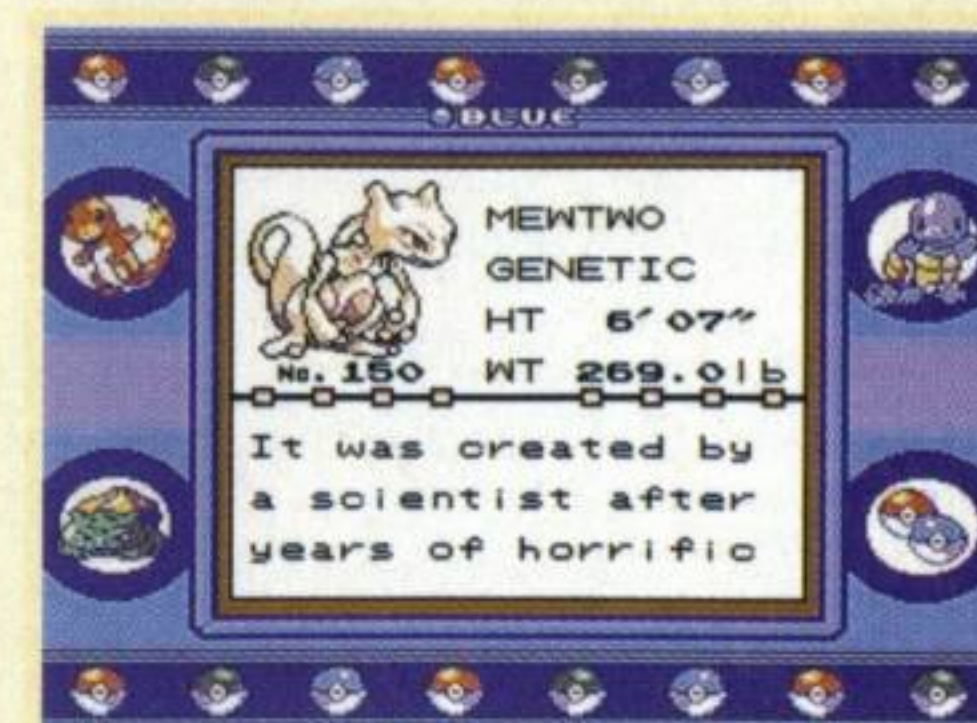 BLUE
MEWTWO
GENETIC
HT 6′07″
No. 150 WT 269.0lb
It was created by
a scientist after
years of horrific